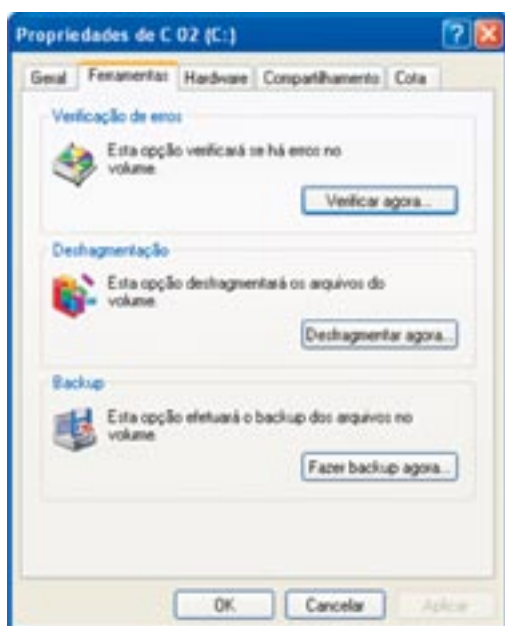 Propriedades de C 02 (C:)
Geral Ferramentas Hardware Compartilhamento Cota
Verificação de erros
Esta opção verificará se há erros no
volume.
Verificar agora...
Desfragmentação
Esta opção desfragmentará os arquivos do
volume.
Desfragmentar agora...
Backup
Esta opção efetuará o backup dos arquivos no
volume.
Fazer backup agora...
OK Cancelar Aplicar